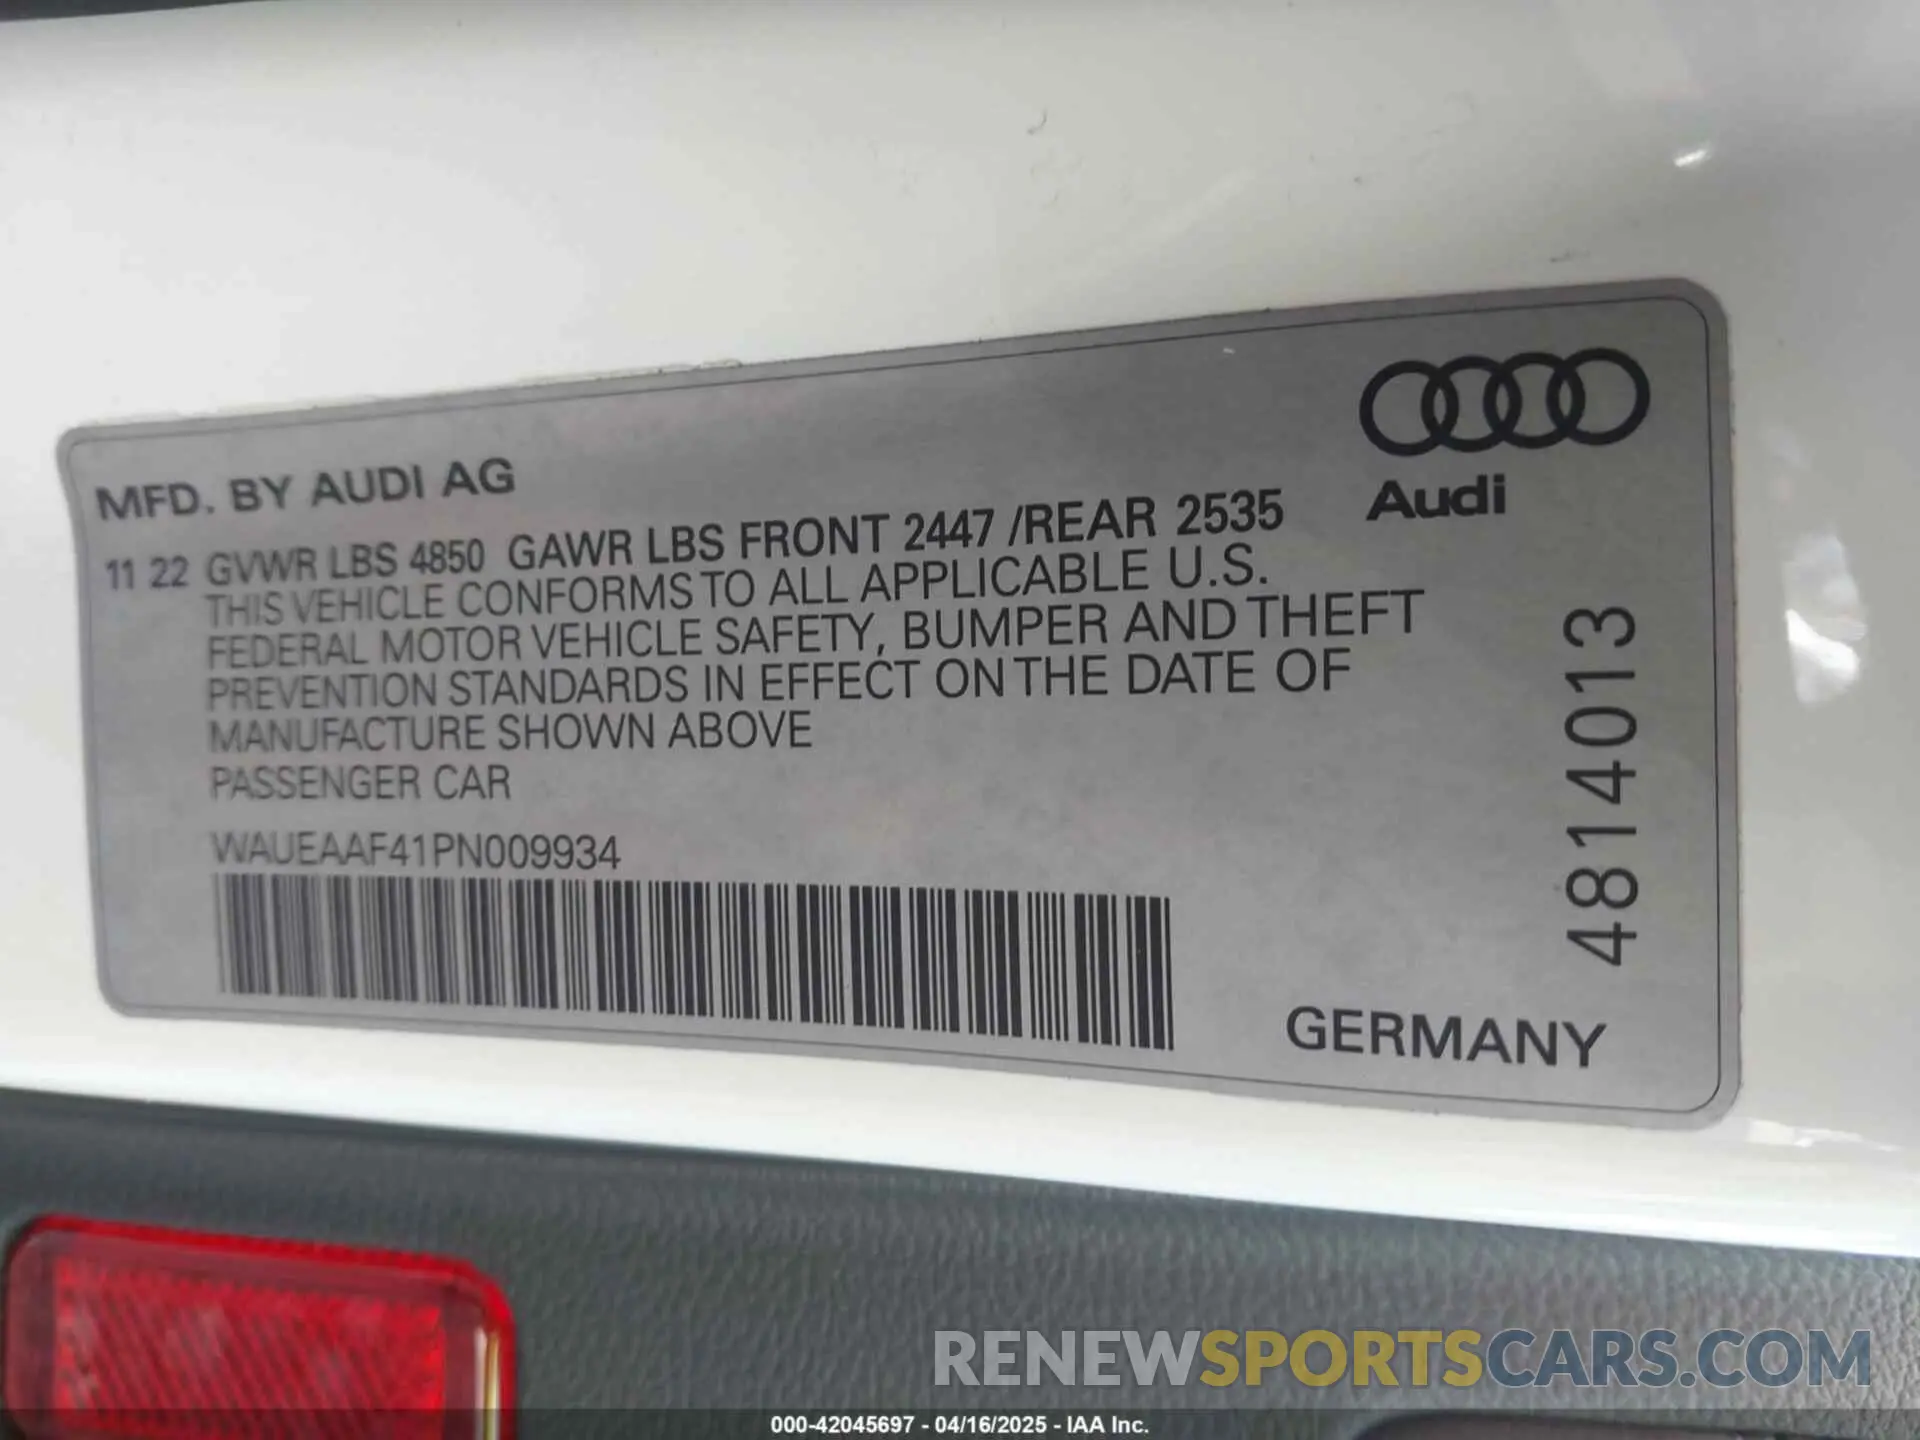 MFD. BY AUDI AG
11 22 GVWR LBS 4850 GAWR LBS FRONT 2447 /REAR 2535
THIS VEHICLE CONFORMS TO ALL APPLICABLE U.S.
FEDERAL MOTOR VEHICLE SAFETY, BUMPER AND THEFT
PREVENTION STANDARDS IN EFFECT ON THE DATE OF
MANUFACTURE SHOWN ABOVE
PASSENGER CAR
WAUEAAF41PN009934
Audi
4814013
GERMANY
RENEWSPORTSCARS.COM
000-42045697 - 04/16/2025 - IAA Inc.